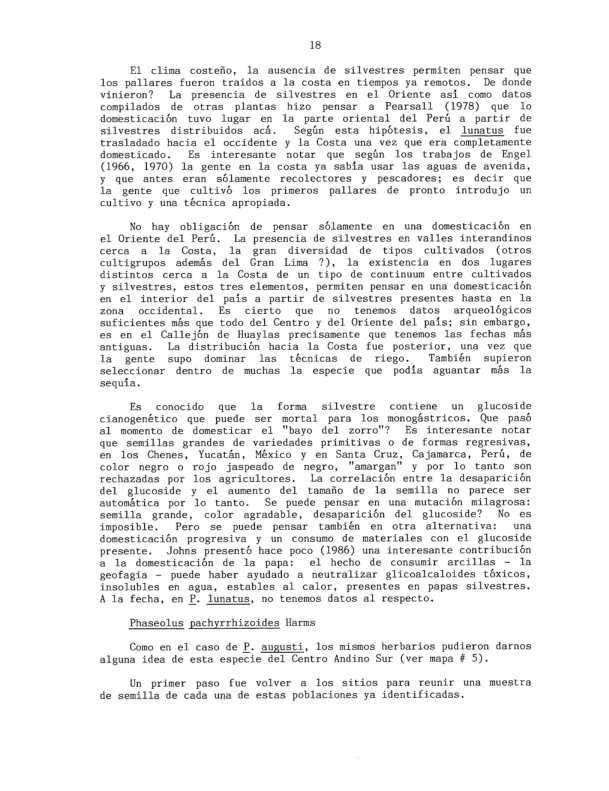 18
El clima costeño, la ausencia de silvestres permiten pensar que
los pallares fueron traidos a la costa en tiempos ya remotos. De donde
vinieron? La presencia de silvestres en el Oriente así como datos
compilados de otras plantas hizo pensar a Pearsall (1978) que lo
domesticación tuvo lugar en la parte oriental del Perú a partir de
silvestres distribuidos acá. Según esta hipótesis, el lunatus fue
trasladado hacia el occidente y la Costa una vez que era completamente
domesticado. Es interesante notar que según los trabajos de Engel
(1966, 1970) la gente en la costa ya sabía usar las aguas de avenida,
y que antes eran sólamente recolectores y pescadores; es decir que
la gente que cultivó los primeros pallares de pronto introdujo un
cultivo y una técnica apropiada.
No hay obligación de pensar sólamente en una domesticación en
el Oriente del Perú. La presencia de silvestres en valles interandinos
cerca a la Costa, la gran diversidad de tipos cultivados (otros
cultigrupos además del Gran Lima ?), la existencia en dos lugares
distintos cerca a la Costa de un tipo de continuum entre cultivados
y silvestres, estos tres elementos, permiten pensar en una domesticación
en el interior del país a partir de silvestres presentes hasta en la
zona occidental. Es cierto que no tenemos datos arqueológicos
suficientes más que todo del Centro y del Oriente del país; sin embargo,
es en el Callejón de Huaylas precisamente que tenemos las fechas más
antiguas. La distribución hacia la Costa fue posterior, una vez que
la gente supo dominar las técnicas de riego. También supieron
seleccionar dentro de muchas la especie que podía aguantar más la
sequía.
Es conocido que la forma silvestre contiene un glucoside
cianogenético que puede ser mortal para los monogástricos. Que pasó
al momento de domesticar el "bayo del zorro"? Es interesante notar
que semillas grandes de variedades primitivas o de formas regresivas,
en los Chenes, Yucatán, México y en Santa Cruz, Cajamarca, Perú, de
color negro o rojo jaspeado de negro, "amargan" y por lo tanto son
rechazadas por los agricultores. La correlación entre la desaparición
del glucoside y el aumento del tamaño de la semilla no parece ser
automática por lo tanto. Se puede pensar en una mutación milagrosa:
semilla grande, color agradable, desaparición del glucoside? No es
imposible. Pero se puede pensar también en otra alternativa: una
domesticación progresiva y un consumo de materiales con el glucoside
presente. Johns presentó hace poco (1986) una interesante contribución
a la domesticación de la papa: el hecho de consumir arcillas - la
geofagia - puede haber ayudado a neutralizar glicoalcaloides tóxicos,
insolubles en agua, estables al calor, presentes en papas silvestres.
A la fecha, en P. lunatus, no tenemos datos al respecto.
Phaseolus pachyrrhizoides Harms
Como en el caso de P. augusti, los mismos herbarios pudieron darnos
alguna idea de esta especie del Centro Andino Sur (ver mapa # 5).
Un primer paso fue volver a los sitios para reunir una muestra
de semilla de cada una de estas poblaciones ya identificadas.